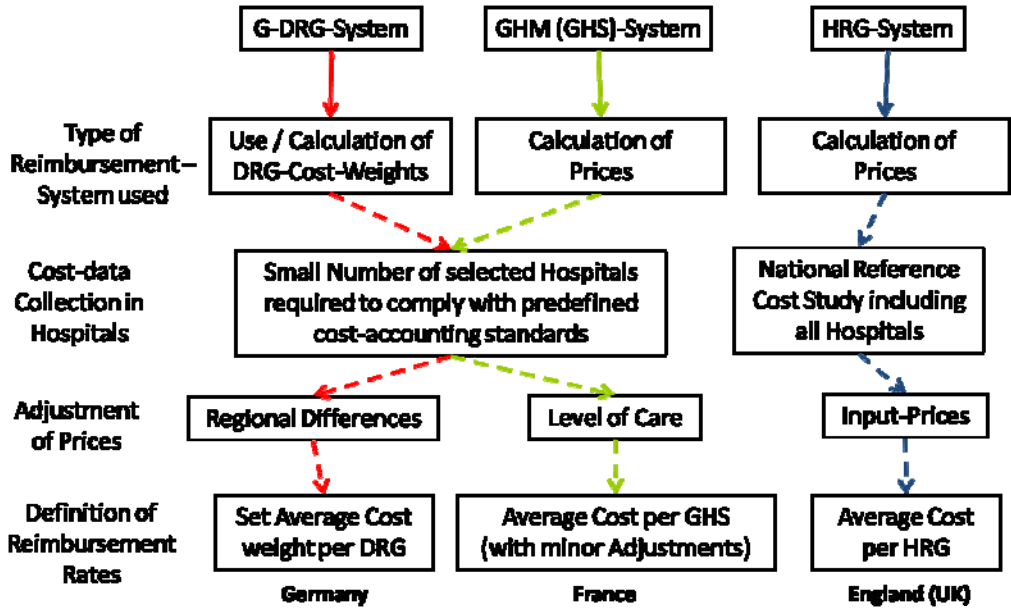 G-DRG-System
GHM (GHS)-System
HRG-System
Type of
Reimbursement–
System used
Use / Calculation of
DRG-Cost-Weights
Calculation of
Prices
Calculation of
Prices
Cost-data
Collection in
Hospitals
Small Number of selected Hospitals
required to comply with predefined
cost-accounting standards
National Reference
Cost Study including
all Hospitals
Adjustment
of Prices
Regional Differences
Level of Care
Input-Prices
Definition of
Reimbursement
Rates
Set Average Cost
weight per DRG
Average Cost per GHS
(with minor Adjustments)
Average Cost
per HRG
Germany
France
England (UK)